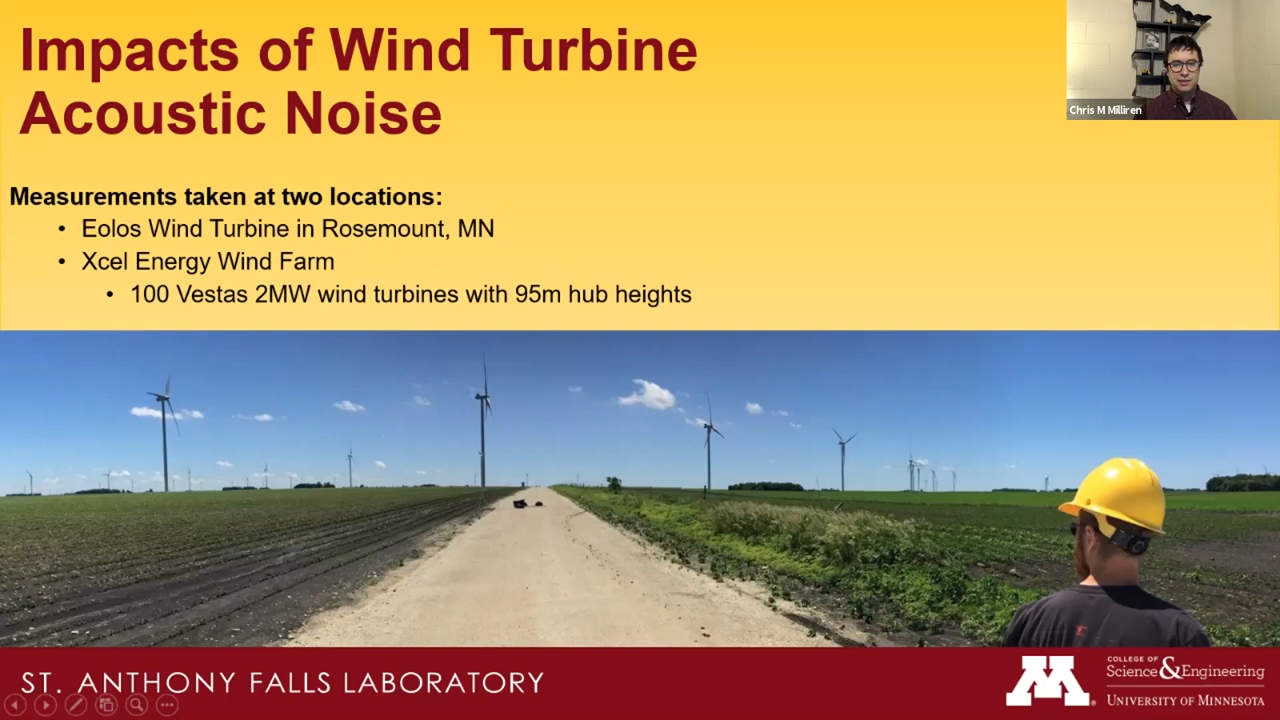 Impacts of Wind Turbine
Acoustic Noise
Chris M Milliren
Measurements taken at two locations:
• Eolos Wind Turbine in Rosemount, MN
• Xcel Energy Wind Farm
• 100 Vestas 2MW wind turbines with 95m hub heights
ST. ANTHONY FALLS LABORATORY
M
COLLEGE OF
Science & Engineering
UNIVERSITY OF MINNESOTA